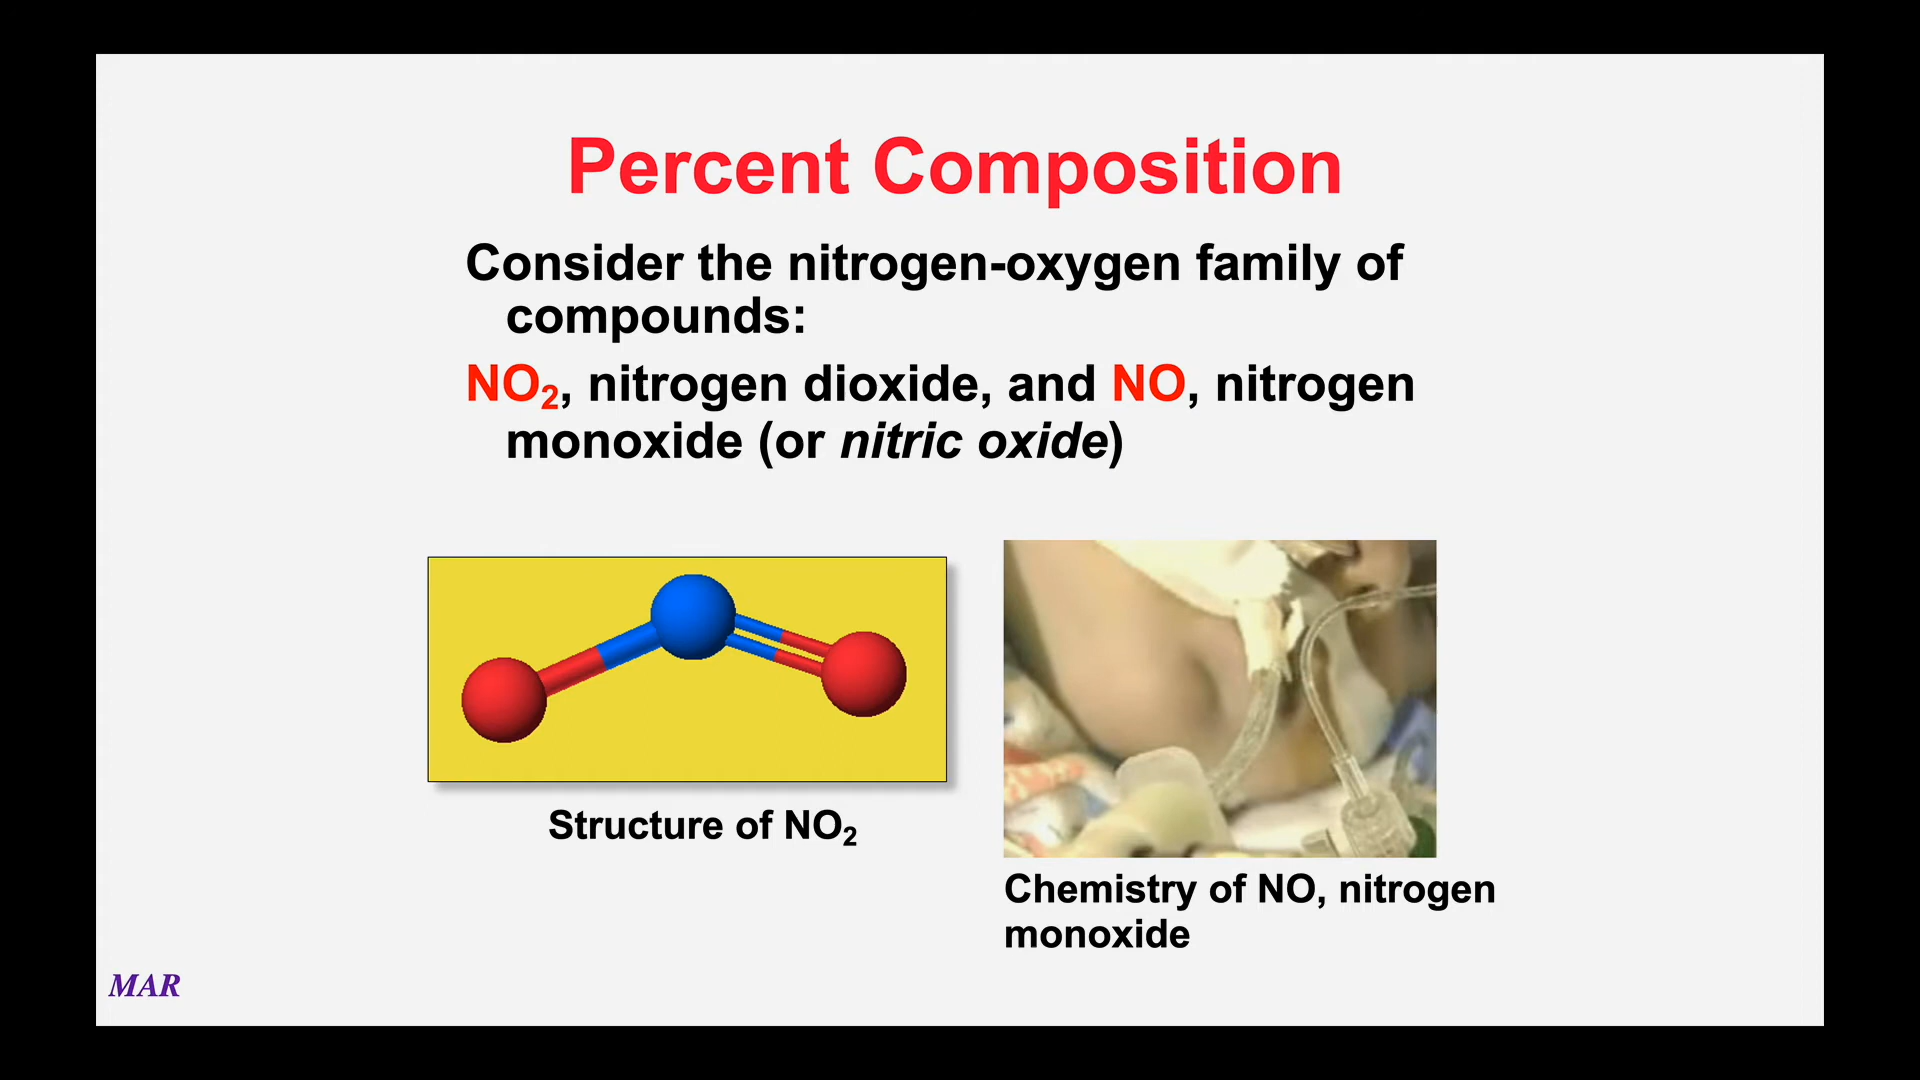 Percent Composition
Consider the nitrogen-oxygen family of
compounds:
NO₂, nitrogen dioxide, and NO, nitrogen
monoxide (or nitric oxide)
Structure of NO₂
Chemistry of NO, nitrogen
monoxide
MAR